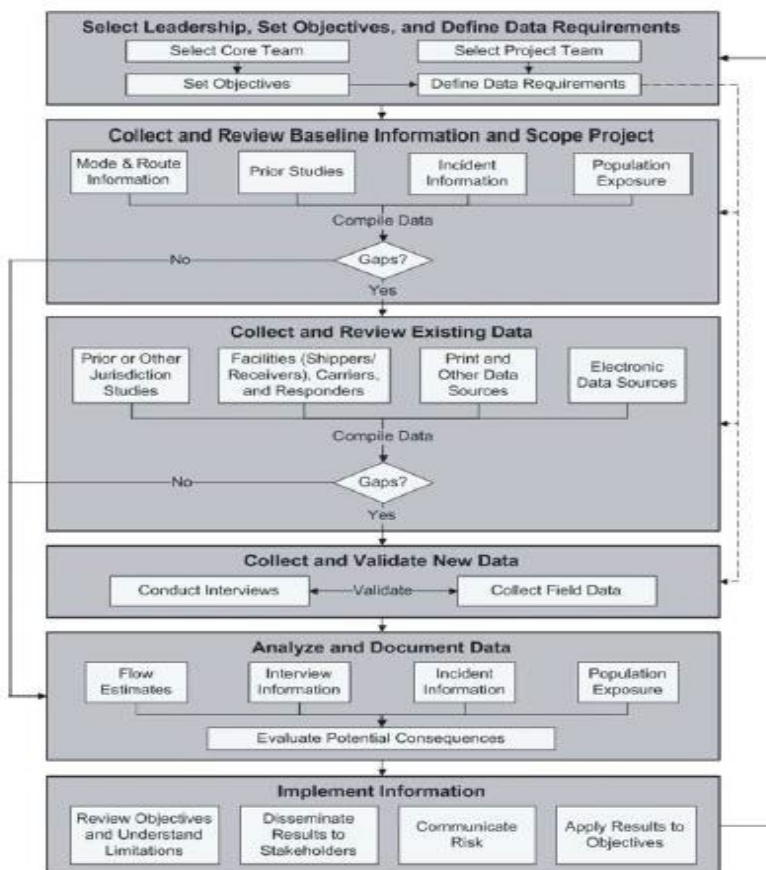 Select Leadership, Set Objectives, and Define Data Requirements
Select Core Team
Select Project Team
Set Objectives
Define Data Requirements
Collect and Review Baseline Information and Scope Project
Mode & Route
Information
Prior Studies
Incident
Information
Population
Exposure
Compile Data
No
Gaps?
Yes
Collect and Review Existing Data
Prior or Other
Jurisdiction
Studies
Facilities (Shippers/
Receivers), Carriers,
and Responders
Print and
Other Data
Sources
Electronic
Data Sources
Compile Data
No
Gaps?
Yes
Collect and Validate New Data
Conduct Interviews
Validate
Collect Field Data
Analyze and Document Data
Flow
Estimates
Interview
Information
Incident
Information
Population
Exposure
Evaluate Potential Consequences
Implement Information
Review Objectives
and Understand
Limitations
Disseminate
Results to
Stakeholders
Communicate
Risk
Apply Results to
Objectives